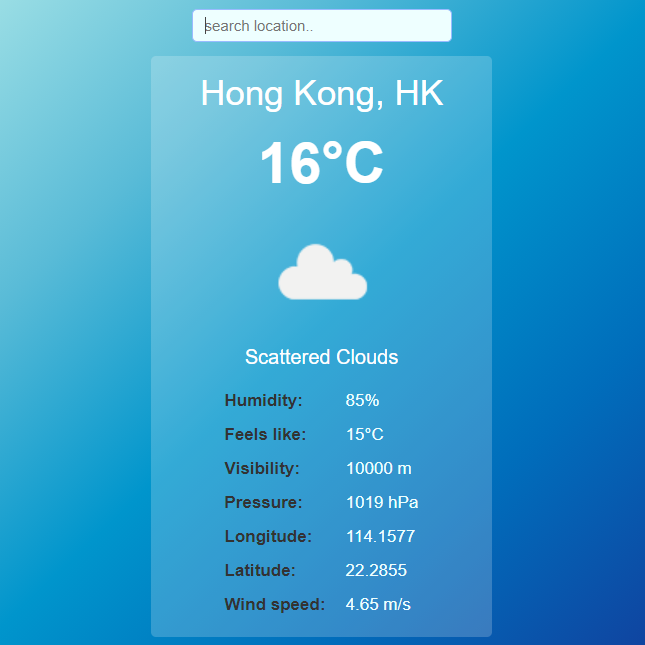 search location..
Hong Kong, HK
16°C
Scattered Clouds
Humidity: 85%
Feels like: 15°C
Visibility: 10000 m
Pressure: 1019 hPa
Longitude: 114.1577
Latitude: 22.2855
Wind speed: 4.65 m/s